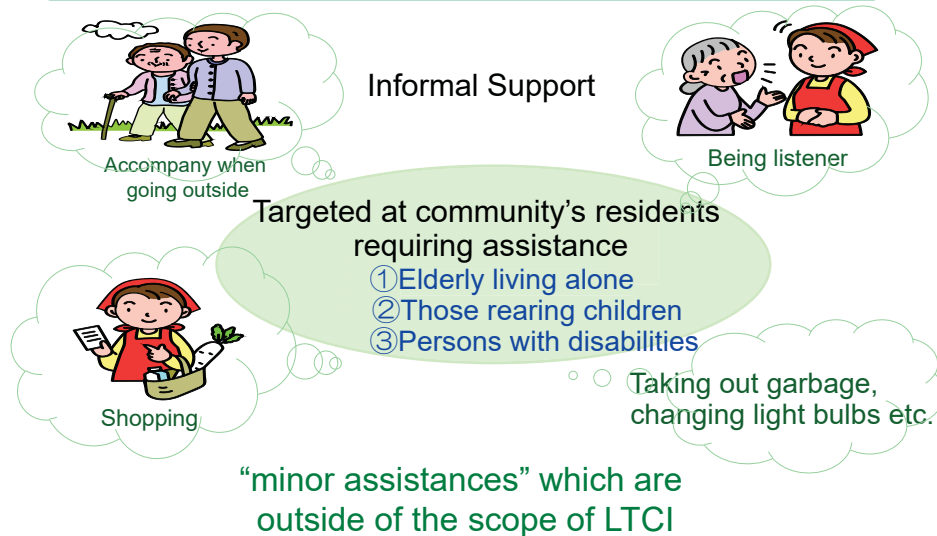 Informal Support
Accompany when
going outside
Being listener
Targeted at community’s residents
requiring assistance
①Elderly living alone
②Those rearing children
③Persons with disabilities
Shopping
Taking out garbage,
changing light bulbs etc.
“minor assistances” which are
outside of the scope of LTCI